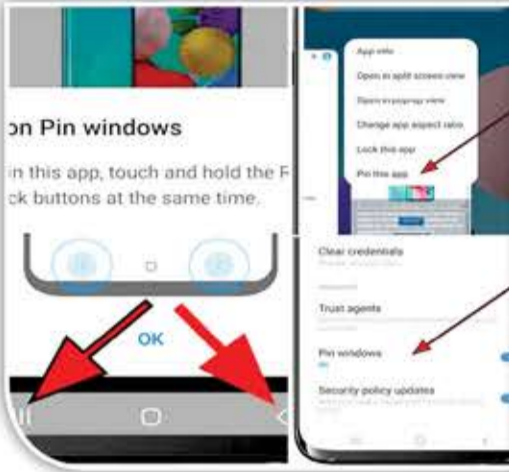 on Pin windows
in this app, touch and hold the R
ck buttons at the same time.
OK
App info
Open in split screen view
Open in pop-up view
Change app aspect ratio
Lock this app
Pin this app
Clear credentials
Trust agents
Pin windows
Security policy updates